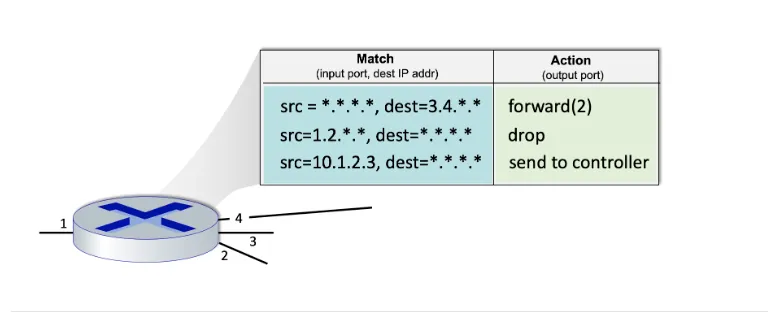 Match
(input port, dest IP addr)
Action
(output port)
src = *.*.*.*, dest=3.4.*.*
forward(2)
src=1.2.*.*, dest=*.*.*.*
drop
src=10.1.2.3, dest=*.*.*.*
send to controller
1
4
3
2